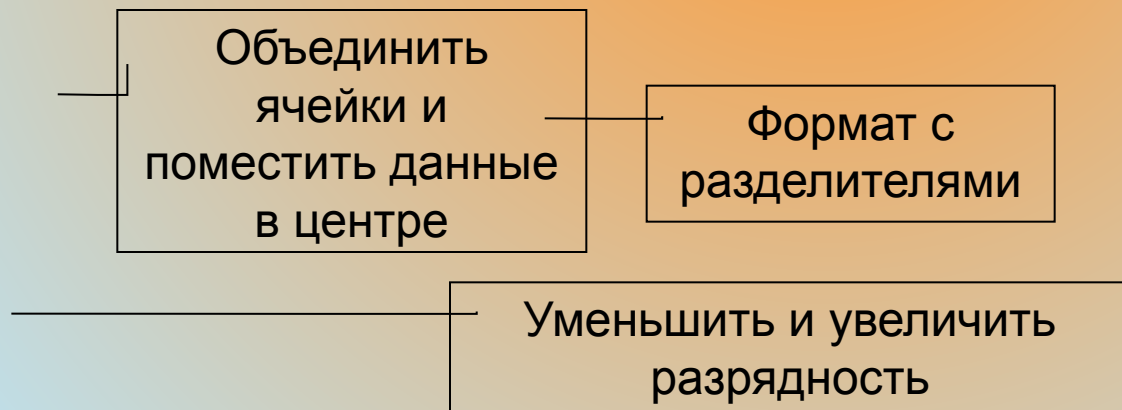 Объединить
ячейки и
поместить данные
в центре
Формат с
разделителями
Уменьшить и увеличить
разрядность